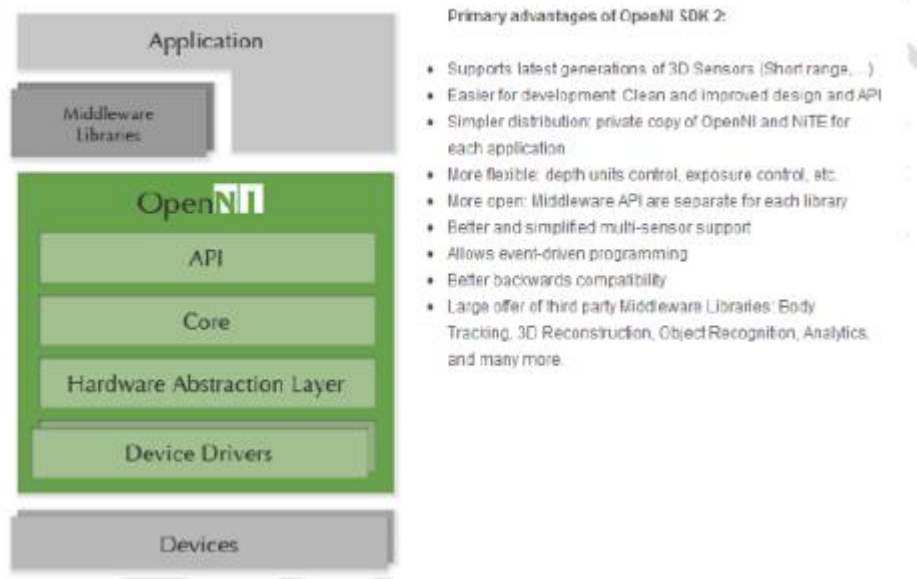 Application
Middleware
Libraries
OpenNI
API
Core
Hardware Abstraction Layer
Device Drivers
Devices
Primary advantages of OpenNI SDK 2:
• Supports latest generations of 3D Sensors (Short range,...)
• Easier for development: Clean and improved design and API
• Simpler distribution: private copy of OpenNI and NiTE for
each application
• More flexible: depth units control, exposure control, etc.
• More open: Middleware API are separate for each library
• Better and simplified multi-sensor support
• Allows event-driven programming
• Better backwards compatibility
• Large offer of third party Middleware Libraries: Body
Tracking, 3D Reconstruction, Object Recognition, Analytics,
and many more.